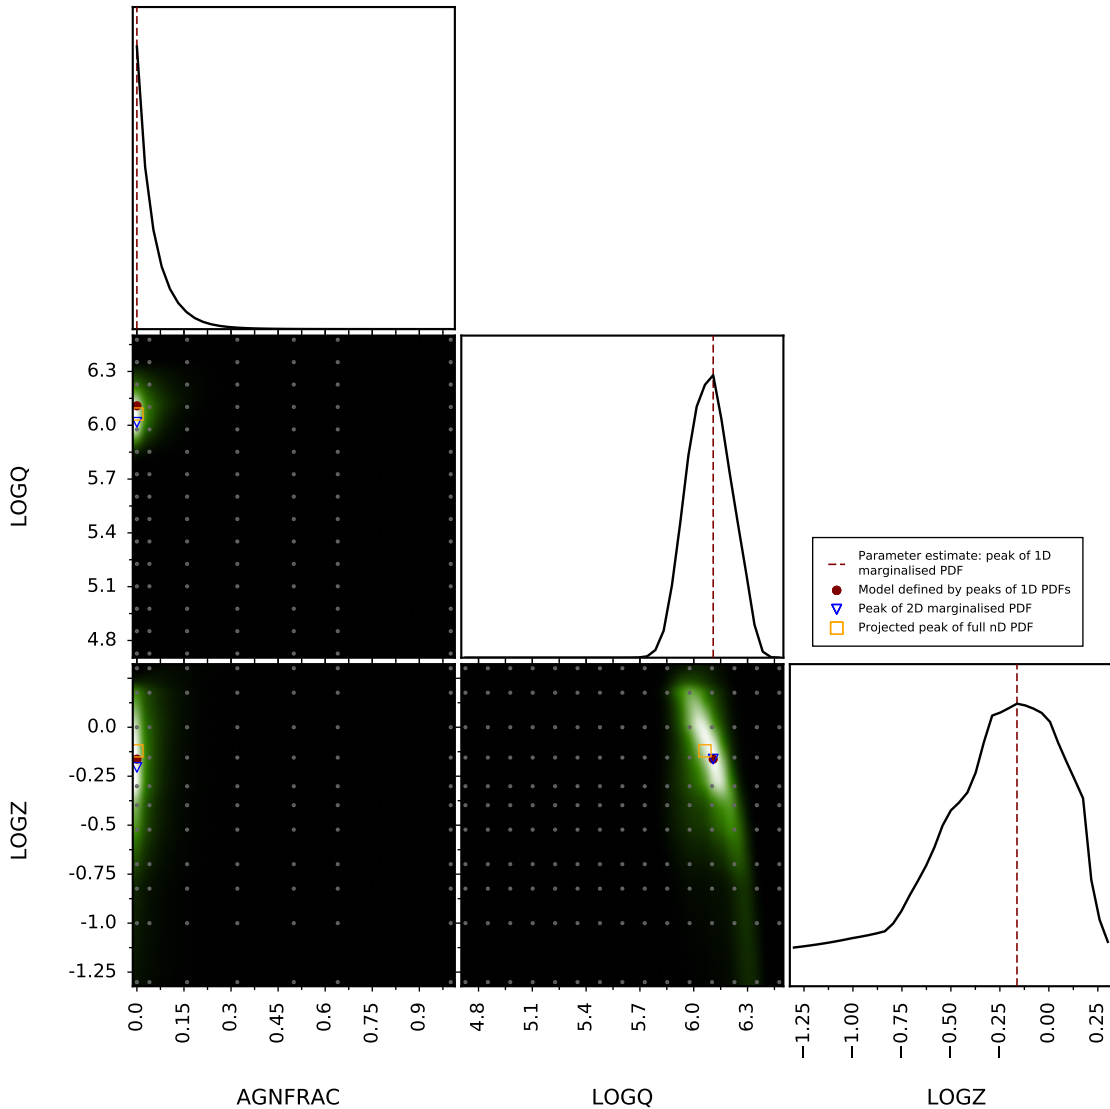 6.3
6.0
5.7
5.4
5.1
4.8
LOGQ
Parameter estimate: peak of 1D
marginalised PDF
Model defined by peaks of 1D PDFs
Peak of 2D marginalised PDF
Projected peak of full nD PDF
0.0
-0.25
-0.5
-0.75
-1.0
-1.25
LOGZ
0.0 0.15 0.3 0.45 0.6 0.75 0.9
4.8 5.1 5.4 5.7 6.0 6.3
−1.25 −1.00 −0.75 −0.50 −0.25 0.00 0.25
AGNFRAC
LOGQ
LOGZ